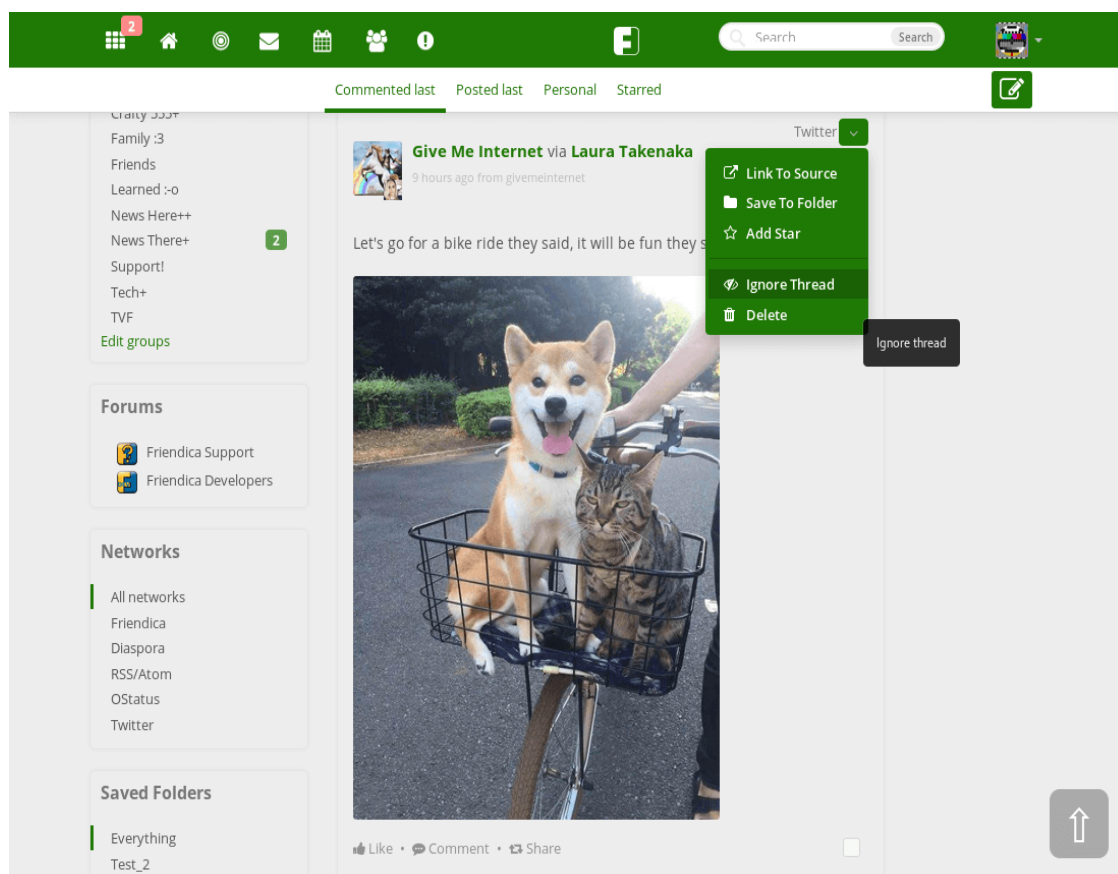 2
Search
Search
Commented last
Posted last
Personal
Starred
Crafty 555+
Family :3
Friends
Learned :-o
News Here++
News There+
2
Support!
Tech+
TVF
Edit groups
Forums
Friendica Support
Friendica Developers
Networks
All networks
Friendica
Diaspora
RSS/Atom
OStatus
Twitter
Saved Folders
Everything
Test_2
Twitter
Give Me Internet via Laura Takenaka
9 hours ago from givemeinternet
Let's go for a bike ride they said, it will be fun they s
Link To Source
Save To Folder
Add Star
Ignore Thread
Delete
Ignore thread
Like • Comment • Share